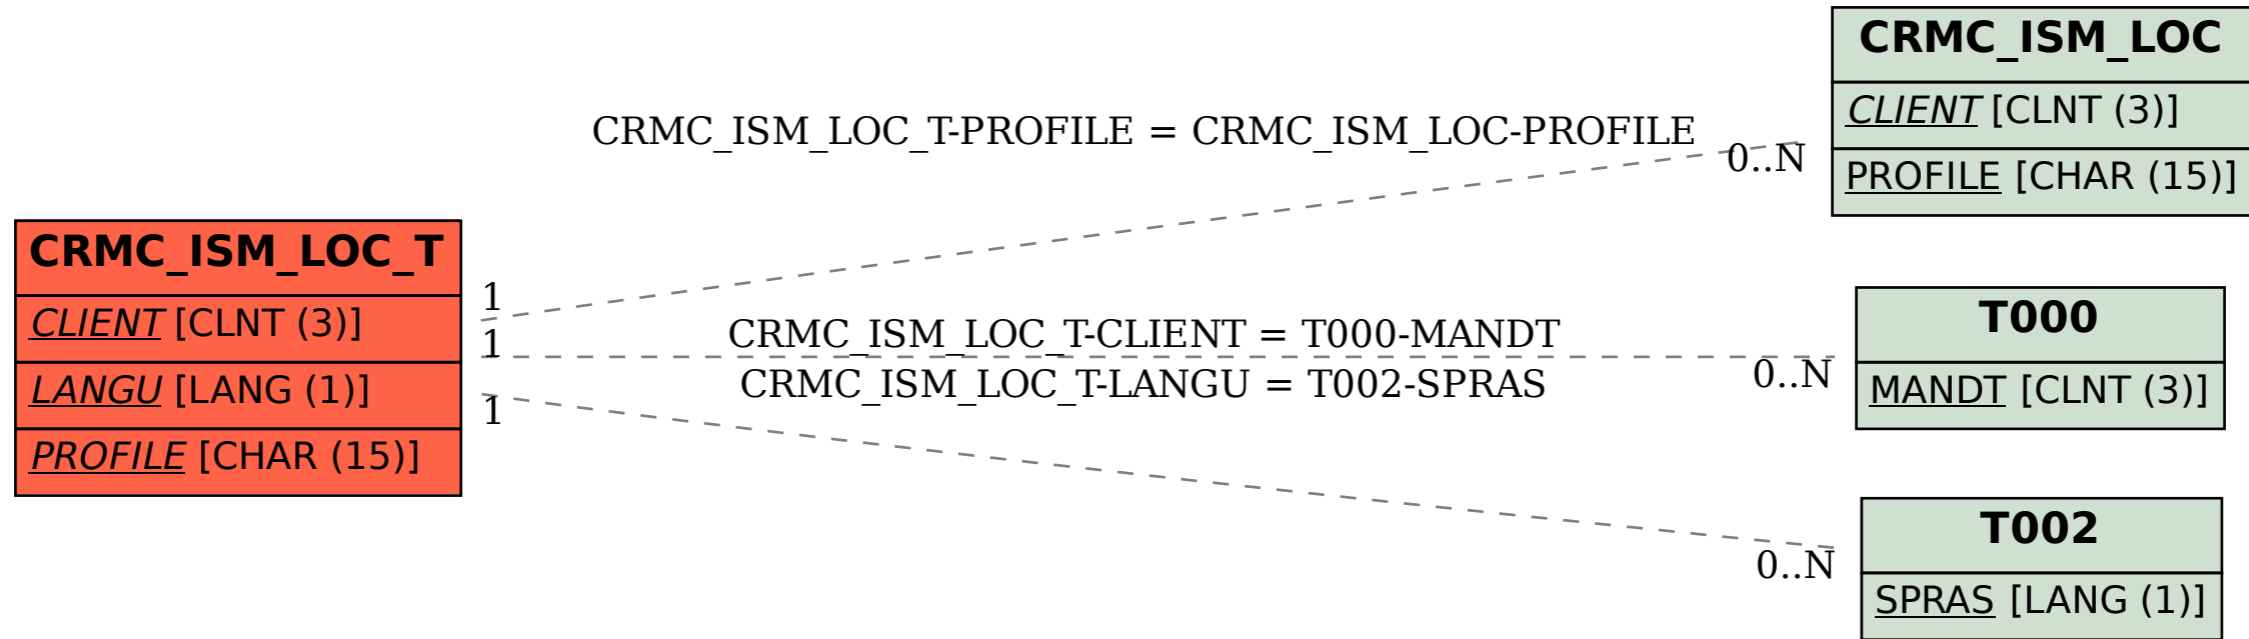 CRMC_ISM_LOC
CLIENT [CLNT (3)]
PROFILE [CHAR (15)]
CRMC_ISM_LOC_T-PROFILE = CRMC_ISM_LOC-PROFILE
0..N
CRMC_ISM_LOC_T
CLIENT [CLNT (3)]
LANGU [LANG (1)]
PROFILE [CHAR (15)]
1
1
1
CRMC_ISM_LOC_T-CLIENT = T000-MANDT
0..N
CRMC_ISM_LOC_T-LANGU = T002-SPRAS
0..N
T000
MANDT [CLNT (3)]
T002
SPRAS [LANG (1)]